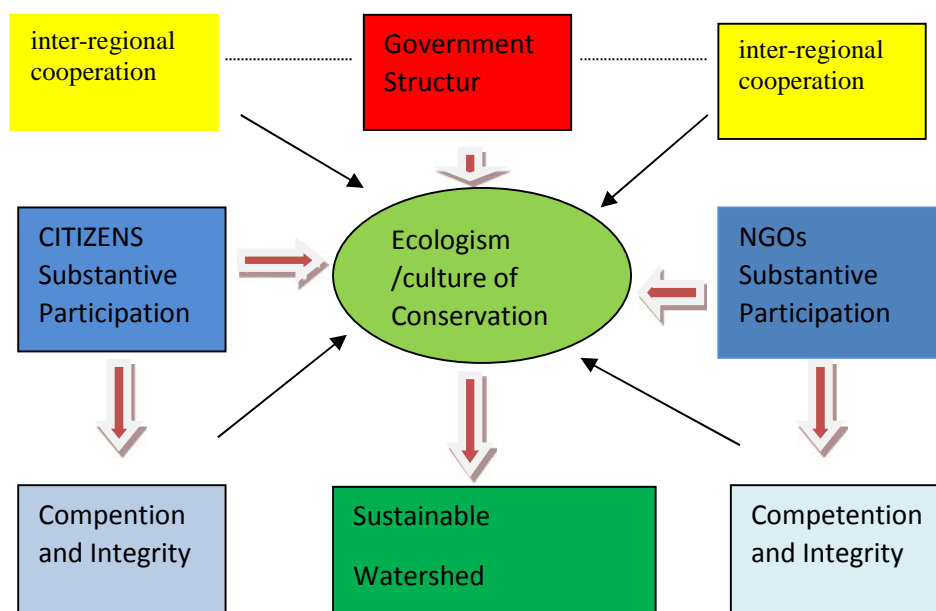 inter-regional
cooperation
Government
Structur
inter-regional
cooperation
CITIZENS
Substantive
Participation
Ecologism
/culture of
Conservation
NGOs
Substantive
Participation
Compention
and Integrity
Sustainable
Watershed
Competention
and Integrity